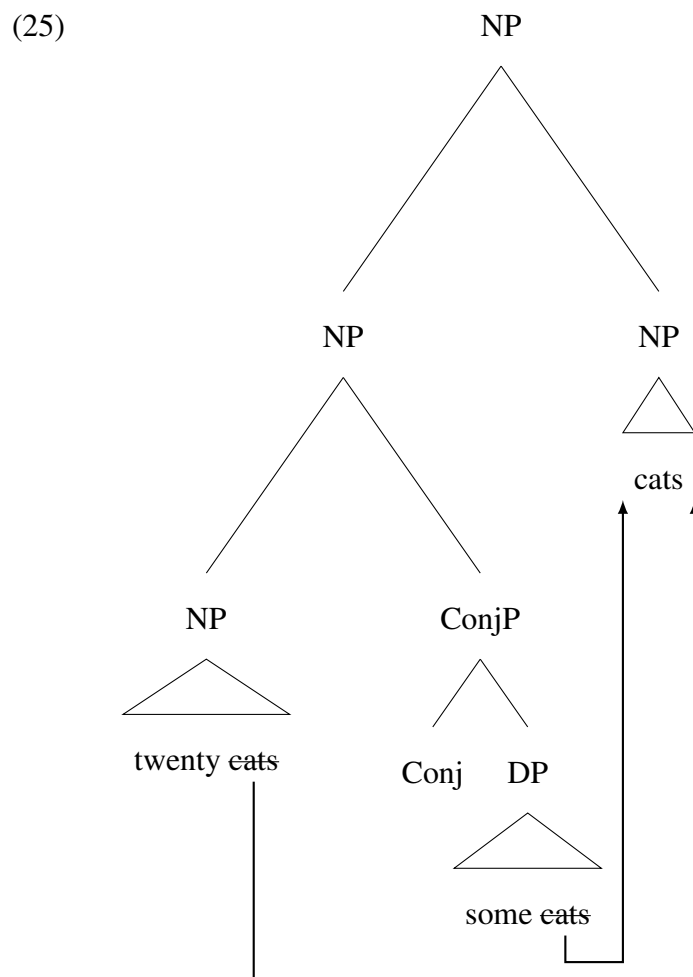 (25) NP
NP NP
cats
NP ConjP
twenty cats Conj DP
some cats